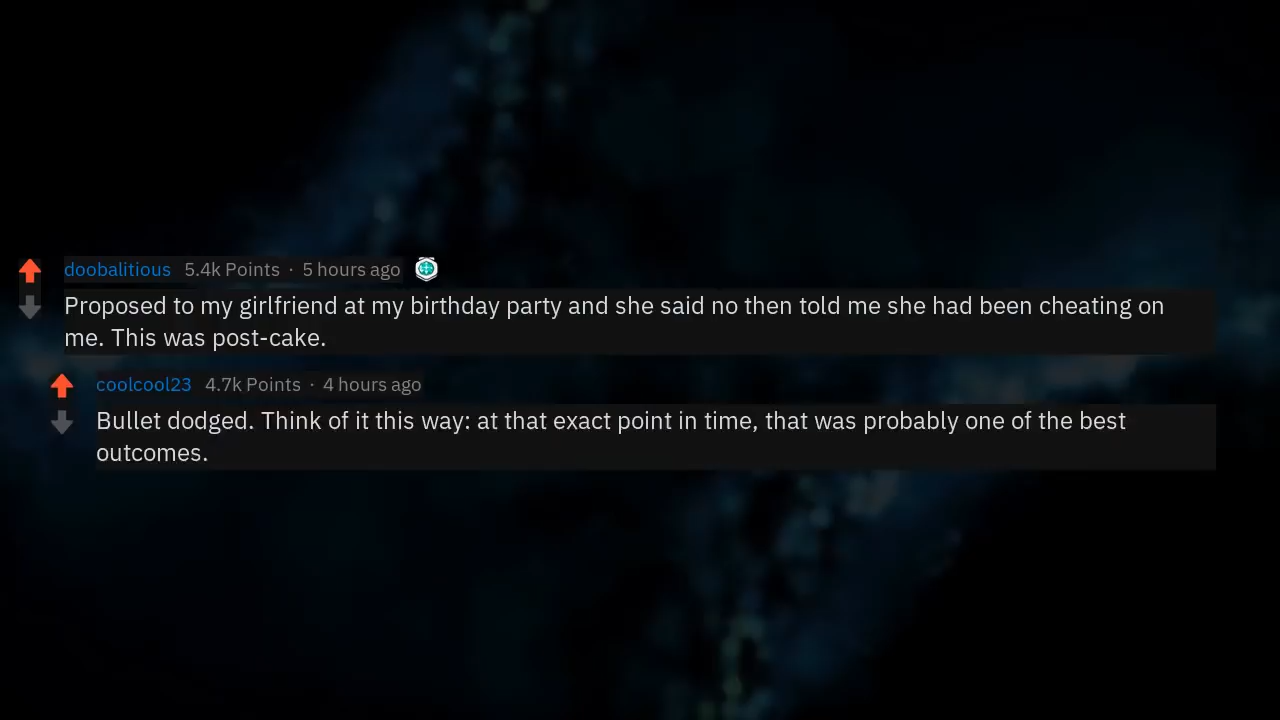 doobalitious 5.4k Points · 5 hours ago
Proposed to my girlfriend at my birthday party and she said no then told me she had been cheating on
me. This was post-cake.
coolcool23 4.7k Points · 4 hours ago
Bullet dodged. Think of it this way: at that exact point in time, that was probably one of the best
outcomes.